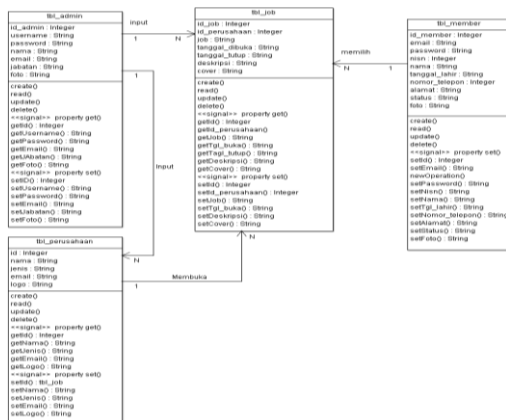 tbl_admin
id_admin : Integer
username : String
password : String
nama : String
email : String
jabatan : String
foto : String
create()
read()
update()
delete()
<<signal>> property get()
getId() : Integer
getUsername() : String
getPassword() : String
getEmail() : String
getJAbatan() : String
getFoto() : String
<<signal>> property set()
setID() : Integer
setUsername() : String
setPassword() : String
setEmail() : String
setJabatan() : String
setFoto() : String
input
1
N
1
Input
N
tbl_job
id_job : Integer
id_perusahaan : Integer
job : String
tanggal_dibuka : String
tanggal_tutup : String
deskripsi : String
cover : String
create()
read()
update()
delete()
<<signal>> property get()
getId() : Integer
getId_perusahaan()
getJob() : String
getTgl_buka() : String
getTagl_tutup : String
getDeskripsi() : String
getCover() : String
<<signal>> property set()
setId() : Integer
setId_perusahaan() : Integer
setJob() : String
setTgl_buka() : String
setDeskripsi() : String
setCover() : String
memilih
N
1
tbl_member
id_member : Integer
email : String
password : String
nisn : Integer
nama : String
tanggal_lahir : String
nomor_telepon : Integer
alamat : String
status : String
foto : String
create()
read()
update()
delete()
<<signal>> property set()
setId() : Integer
setEmail() : String
newOperation()
setPassword() : String
setNisn() : String
setNama() : String
setTgl_lahir() : String
setNomor_telepon() : String
setAlamat() : String
setStatus() : String
setFoto() : String
tbl_perusahaan
id : Integer
nama : String
jenis : String
email : String
logo : String
create()
read()
update()
delete()
<<signal>> property get()
getId() : Integer
getNama() : String
getJenis() : String
getEmail() : String
getLogo() : String
<<signal>> property set()
setId() : tbl_job
setNama() : String
setJenis() : String
setEmail() : String
setLogo() : String
Membuka
1
N